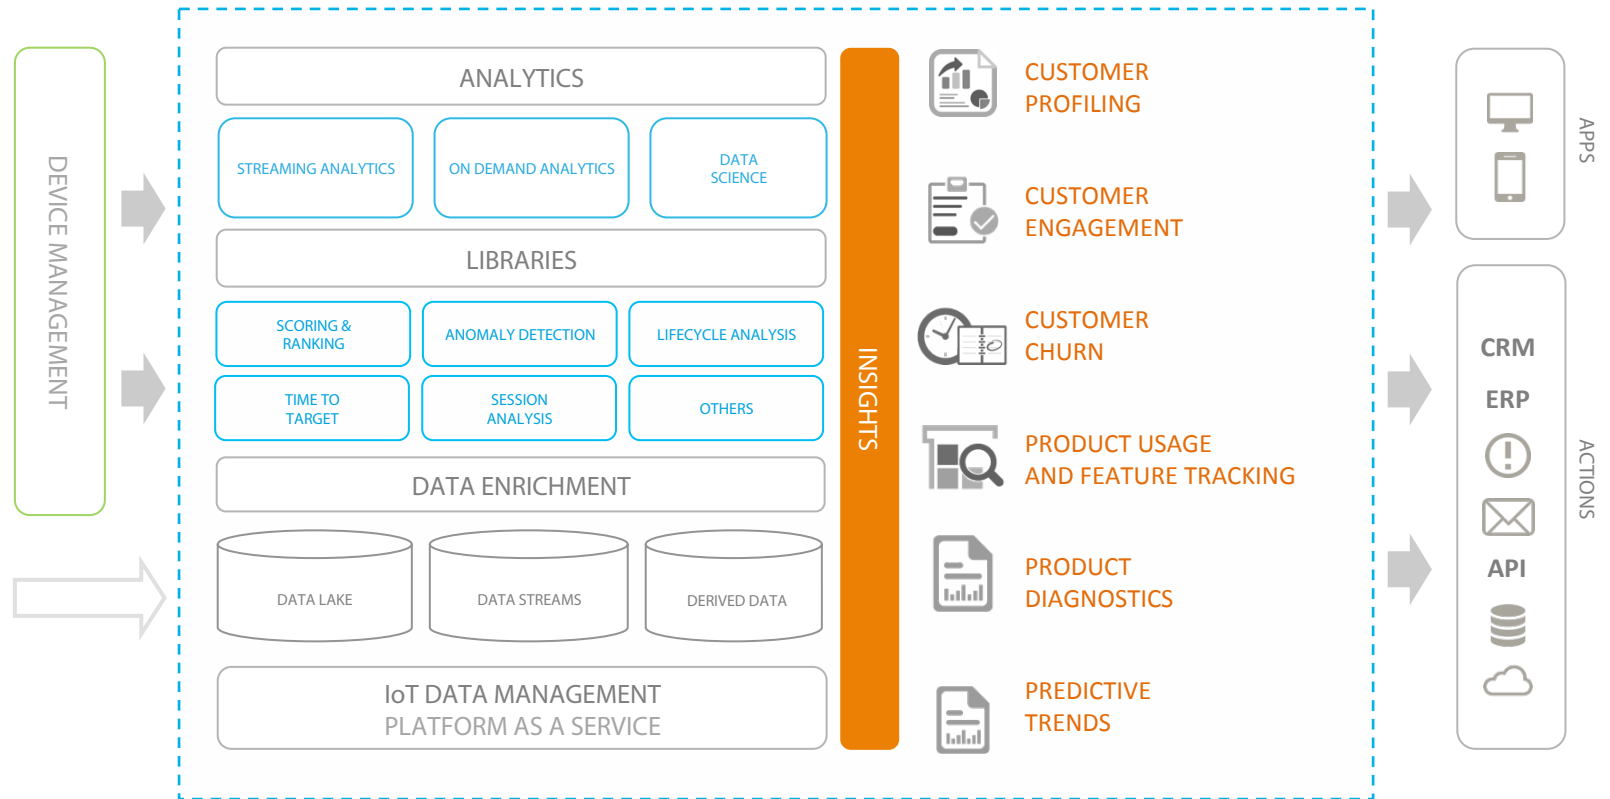 DEVICE MANAGEMENT
ANALYTICS
STREAMING ANALYTICS
ON DEMAND ANALYTICS
DATA
SCIENCE
LIBRARIES
SCORING &
RANKING
ANOMALY DETECTION
LIFECYCLE ANALYSIS
TIME TO
TARGET
SESSION
ANALYSIS
OTHERS
DATA ENRICHMENT
DATA LAKE
DATA STREAMS
DERIVED DATA
IoT DATA MANAGEMENT
PLATFORM AS A SERVICE
INSIGHTS
CUSTOMER
PROFILING
CUSTOMER
ENGAGEMENT
CUSTOMER
CHURN
PRODUCT USAGE
AND FEATURE TRACKING
PRODUCT
DIAGNOSTICS
PREDICTIVE
TRENDS
APPS
CRM
ERP
API
ACTIONS